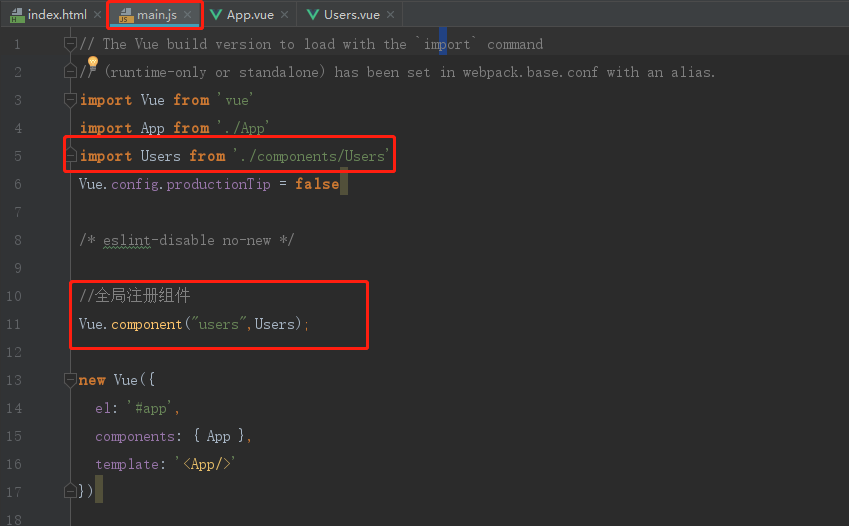 index.html main.js App.vue Users.vue
1 // The Vue build version to load with the `import` command
2 // (runtime-only or standalone) has been set in webpack.base.conf with an alias.
3 import Vue from 'vue'
4 import App from './App'
5 import Users from './components/Users'
6 Vue.config.productionTip = false
7
8 /* eslint-disable no-new */
9
10 //全局注册组件
11 Vue.component("users",Users);
12
13 new Vue({
14 el: '#app',
15 components: { App },
16 template: '<App/>'
17 })
18